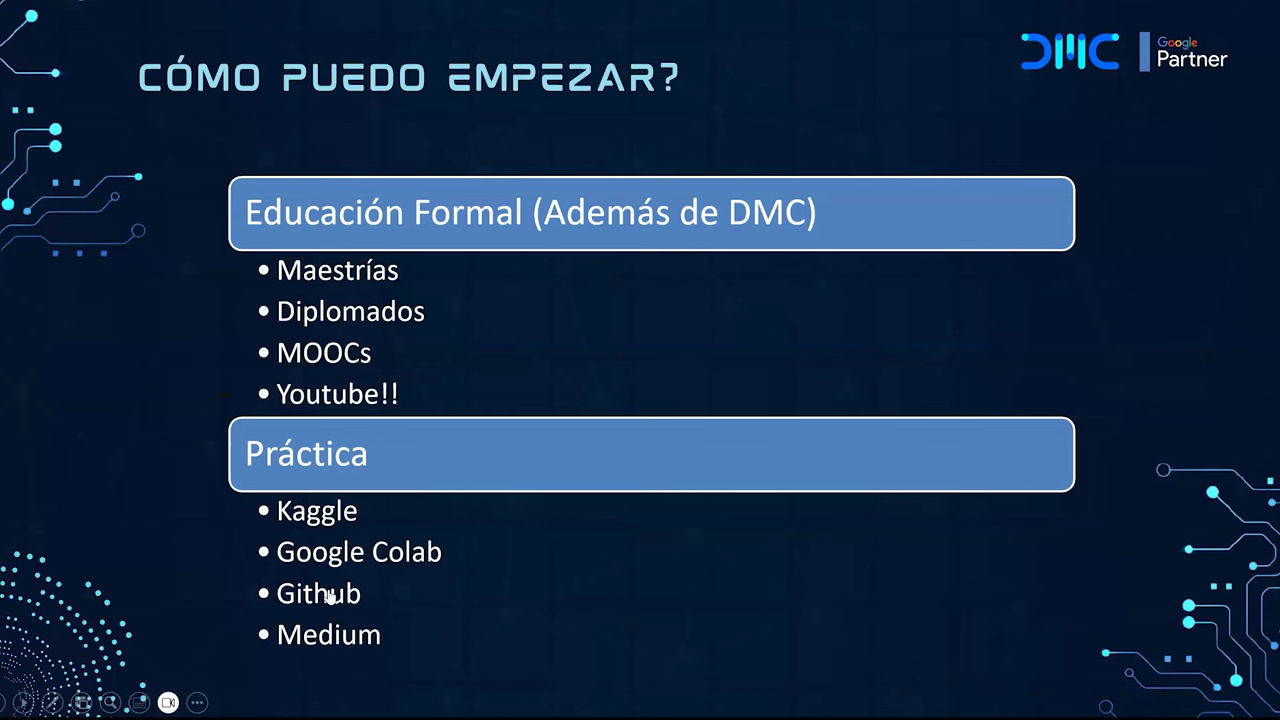 CÓMO PUEDO EMPEZAR?
DMC
Google
Partner
Educación Formal (Además de DMC)
• Maestrías
• Diplomados
• MOOCs
• Youtube!!
Práctica
• Kaggle
• Google Colab
• Github
• Medium